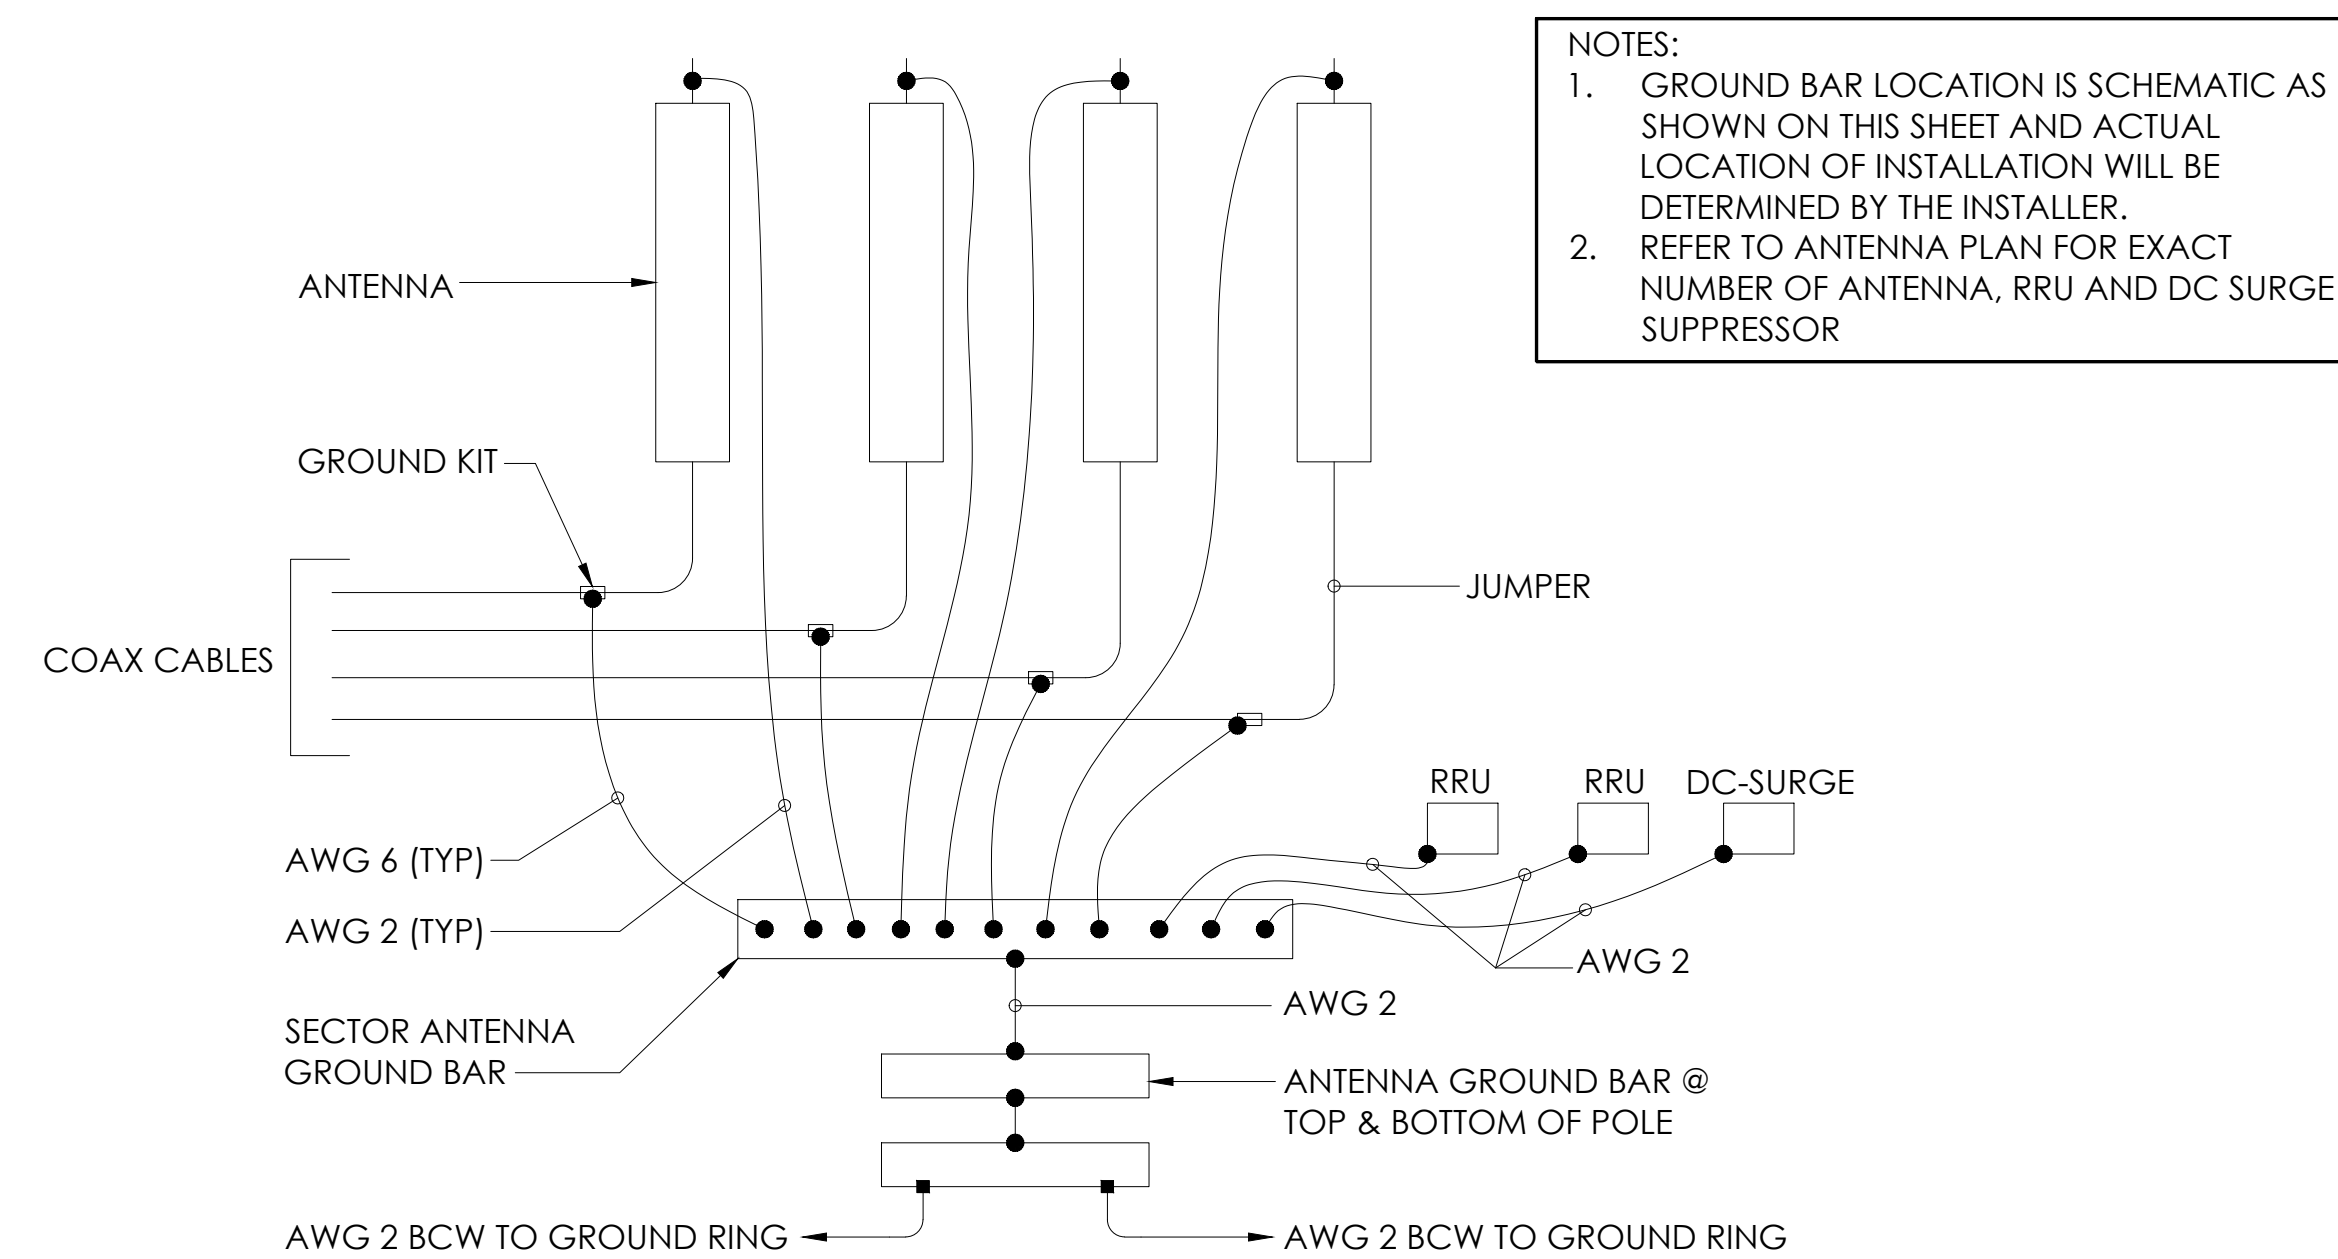 NOTES:
1. GROUND BAR LOCATION IS SCHEMATIC AS
SHOWN ON THIS SHEET AND ACTUAL
LOCATION OF INSTALLATION WILL BE
DETERMINED BY THE INSTALLER.
2. REFER TO ANTENNA PLAN FOR EXACT
NUMBER OF ANTENNA, RRU AND DC SURGE
SUPPRESSOR
ANTENNA
GROUND KIT
JUMPER
COAX CABLES
RRU
RRU
DC-SURGE
AWG 6 (TYP)
AWG 2 (TYP)
AWG 2
AWG 2
SECTOR ANTENNA
GROUND BAR
ANTENNA GROUND BAR @
TOP & BOTTOM OF POLE
AWG 2 BCW TO GROUND RING
AWG 2 BCW TO GROUND RING